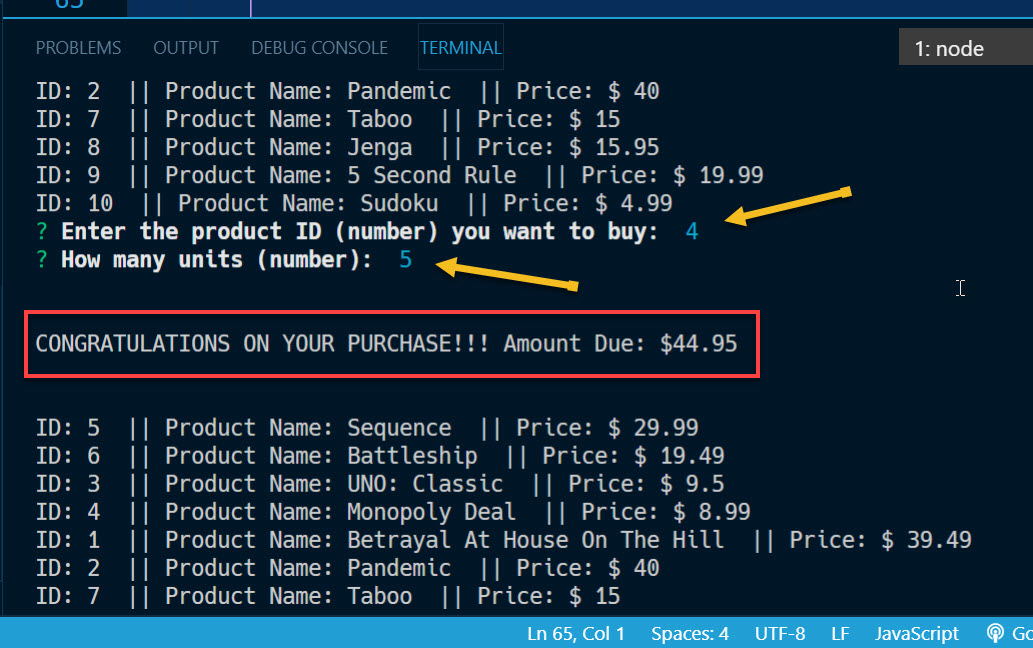 65
PROBLEMS OUTPUT DEBUG CONSOLE TERMINAL 1: node
ID: 2 || Product Name: Pandemic || Price: $ 40
ID: 7 || Product Name: Taboo || Price: $ 15
ID: 8 || Product Name: Jenga || Price: $ 15.95
ID: 9 || Product Name: 5 Second Rule || Price: $ 19.99
ID: 10 || Product Name: Sudoku || Price: $ 4.99
? Enter the product ID (number) you want to buy: 4
? How many units (number): 5
CONGRATULATIONS ON YOUR PURCHASE!!! Amount Due: $44.95
ID: 5 || Product Name: Sequence || Price: $ 29.99
ID: 6 || Product Name: Battleship || Price: $ 19.49
ID: 3 || Product Name: UNO: Classic || Price: $ 9.5
ID: 4 || Product Name: Monopoly Deal || Price: $ 8.99
ID: 1 || Product Name: Betrayal At House On The Hill || Price: $ 39.49
ID: 2 || Product Name: Pandemic || Price: $ 40
ID: 7 || Product Name: Taboo || Price: $ 15
Ln 65, Col 1 Spaces: 4 UTF-8 LF JavaScript Go